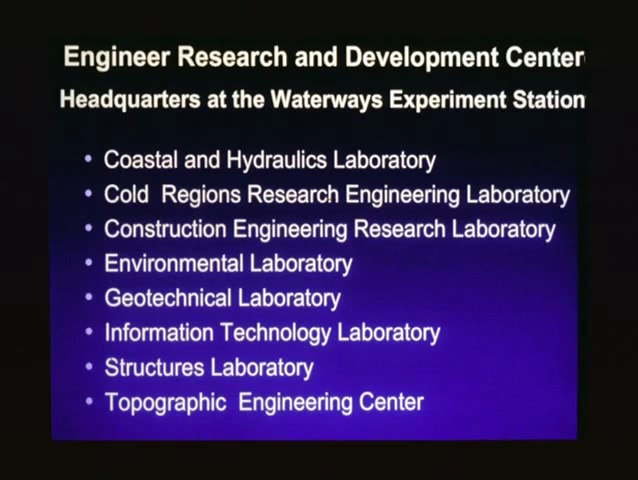 Engineer Research and Development Center
Headquarters at the Waterways Experiment Station
• Coastal and Hydraulics Laboratory
• Cold Regions Research Engineering Laboratory
• Construction Engineering Research Laboratory
• Environmental Laboratory
• Geotechnical Laboratory
• Information Technology Laboratory
• Structures Laboratory
• Topographic Engineering Center